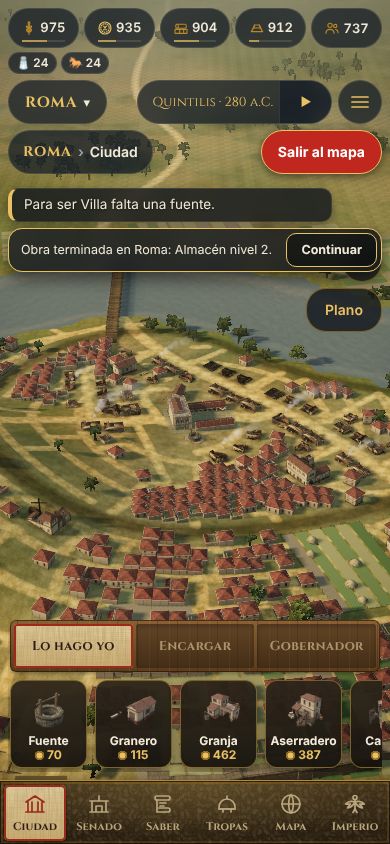 975 935 904 912 737
24 24
ROMA ▾ QUINTILIS · 280 A.C.
ROMA › Ciudad Salir al mapa
Para ser Villa falta una fuente.
Obra terminada en Roma: Almacén nivel 2. Continuar
Plano
LO HAGO YO ENCARGAR GOBERNADOR
Fuente Granero Granja Aserradero Ca
70 115 462 387
CIUDAD SENADO SABER TROPAS MAPA IMPERIO